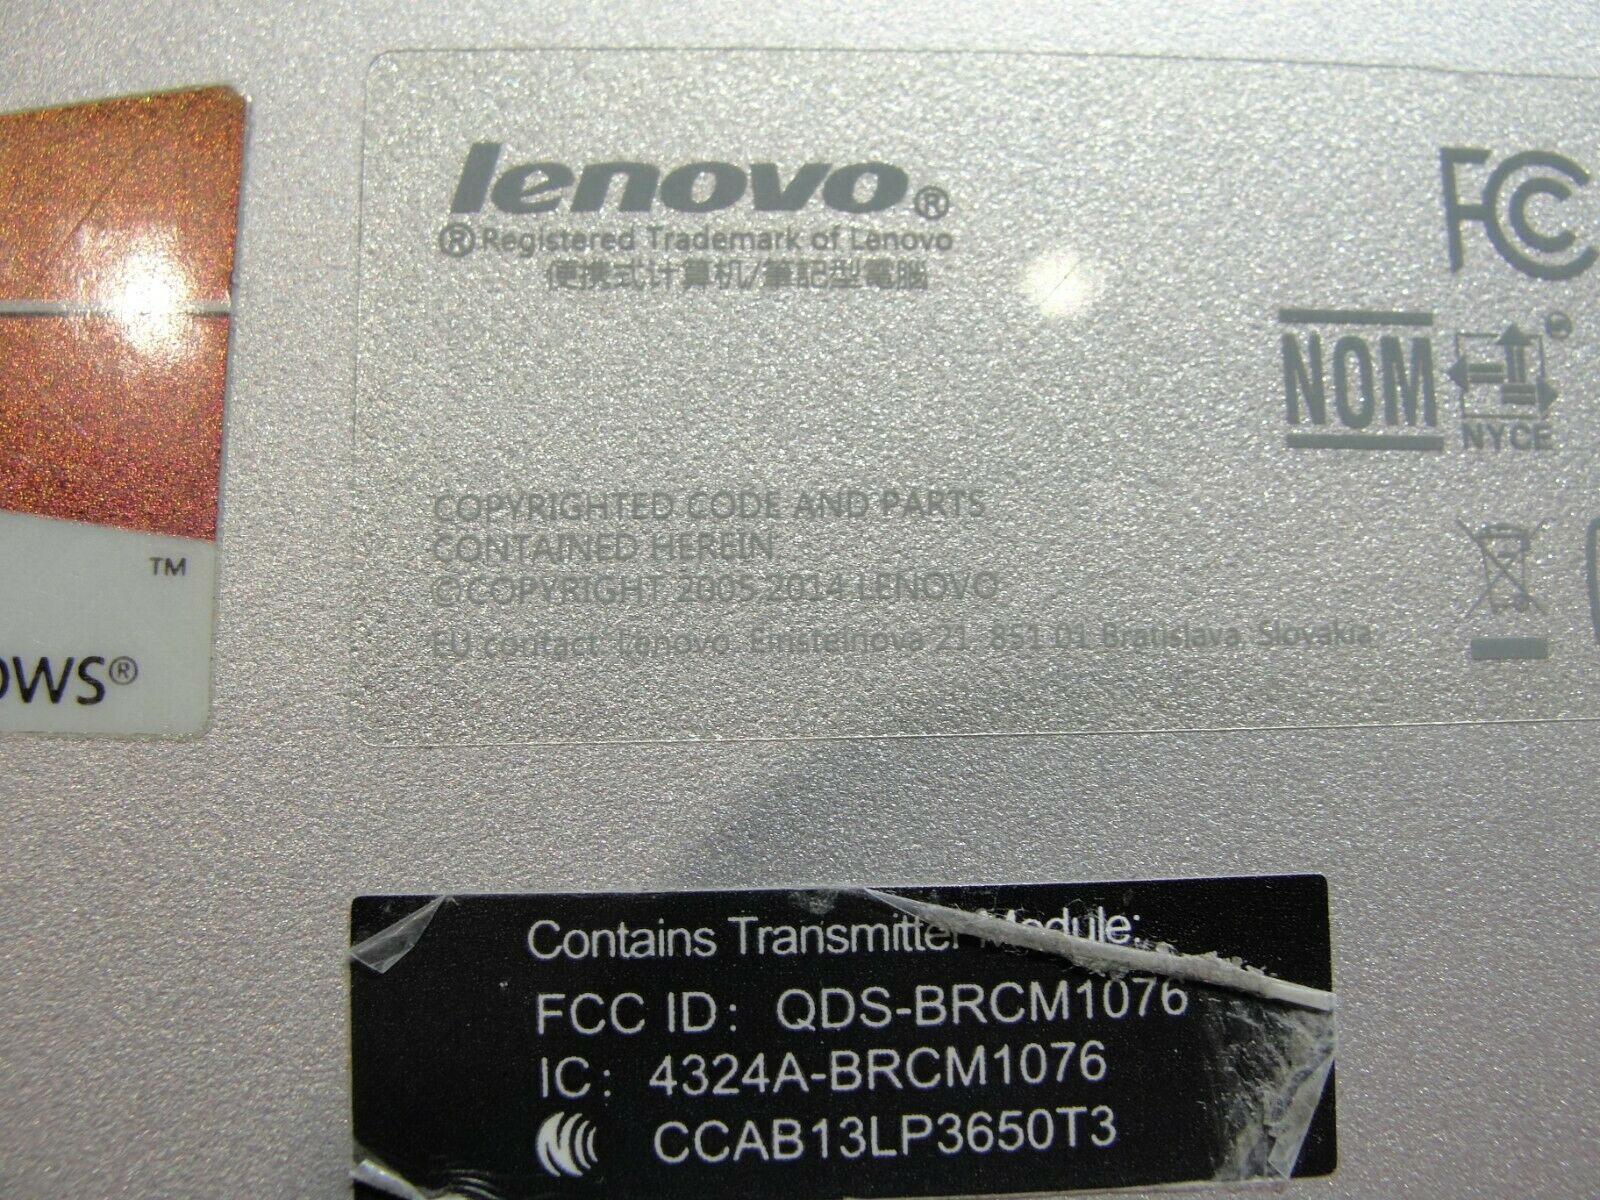 lenovo®
® Registered Trademark of Lenovo
便携式计算机/筆記型電腦
FC
NOM
NYCE
COPYRIGHTED CODE AND PARTS
CONTAINED HEREIN
©COPYRIGHT 2005,2014 LENOVO
EU contact: Lenovo, Einsteinova 21, 851 01 Bratislava, Slovakia
™
OWS®
Contains Transmitter Module:
FCC ID: QDS-BRCM1076
IC: 4324A-BRCM1076
CCAB13LP3650T3